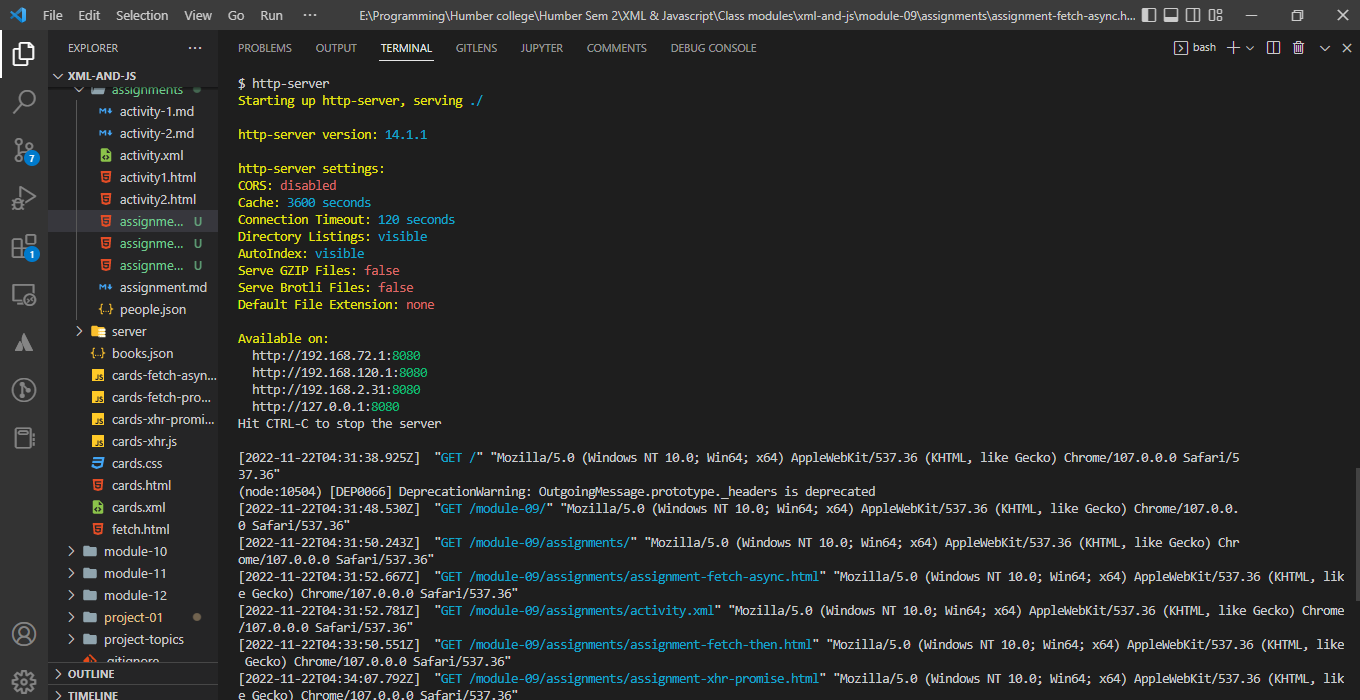 File Edit Selection View Go Run ··· E:\Programming\Humber college\Humber Sem 2\XML & Javascript\Class modules\xml-and-js\module-09\assignments\assignment-fetch-async.h...
EXPLORER ···
XML-AND-JS
assignments
activity-1.md
activity-2.md
activity.xml
activity1.html
activity2.html
assignme... U
assignme... U
assignme... U
assignment.md
{..} people.json
server
{..} books.json
JS cards-fetch-asyn...
JS cards-fetch-pro...
JS cards-xhr-promi...
JS cards-xhr.js
cards.css
cards.html
cards.xml
fetch.html
module-10
module-11
module-12
project-01
project-topics
.gitignore
OUTLINE
TIMELINE
7
1
PROBLEMS OUTPUT TERMINAL GITLENS JUPYTER COMMENTS DEBUG CONSOLE bash
$ http-server
Starting up http-server, serving ./
http-server version: 14.1.1
http-server settings:
CORS: disabled
Cache: 3600 seconds
Connection Timeout: 120 seconds
Directory Listings: visible
AutoIndex: visible
Serve GZIP Files: false
Serve Brotli Files: false
Default File Extension: none
Available on:
http://192.168.72.1:8080
http://192.168.120.1:8080
http://192.168.2.31:8080
http://127.0.0.1:8080
Hit CTRL-C to stop the server
[2022-11-22T04:31:38.925Z] "GET /" "Mozilla/5.0 (Windows NT 10.0; Win64; x64) AppleWebKit/537.36 (KHTML, like Gecko) Chrome/107.0.0.0 Safari/5
37.36"
(node:10504) [DEP0066] DeprecationWarning: OutgoingMessage.prototype._headers is deprecated
[2022-11-22T04:31:48.530Z] "GET /module-09/" "Mozilla/5.0 (Windows NT 10.0; Win64; x64) AppleWebKit/537.36 (KHTML, like Gecko) Chrome/107.0.0.
0 Safari/537.36"
[2022-11-22T04:31:50.243Z] "GET /module-09/assignments/" "Mozilla/5.0 (Windows NT 10.0; Win64; x64) AppleWebKit/537.36 (KHTML, like Gecko) Chr
ome/107.0.0.0 Safari/537.36"
[2022-11-22T04:31:52.667Z] "GET /module-09/assignments/assignment-fetch-async.html" "Mozilla/5.0 (Windows NT 10.0; Win64; x64) AppleWebKit/537.36 (KHTML, lik
e Gecko) Chrome/107.0.0.0 Safari/537.36"
[2022-11-22T04:31:52.781Z] "GET /module-09/assignments/activity.xml" "Mozilla/5.0 (Windows NT 10.0; Win64; x64) AppleWebKit/537.36 (KHTML, like Gecko) Chrome
/107.0.0.0 Safari/537.36"
[2022-11-22T04:33:50.551Z] "GET /module-09/assignments/assignment-fetch-then.html" "Mozilla/5.0 (Windows NT 10.0; Win64; x64) AppleWebKit/537.36 (KHTML, like
Gecko) Chrome/107.0.0.0 Safari/537.36"
[2022-11-22T04:34:07.792Z] "GET /module-09/assignments/assignment-xhr-promise.html" "Mozilla/5.0 (Windows NT 10.0; Win64; x64) AppleWebKit/537.36 (KHTML, lik
e Gecko) Chrome/107.0.0.0 Safari/537.36"